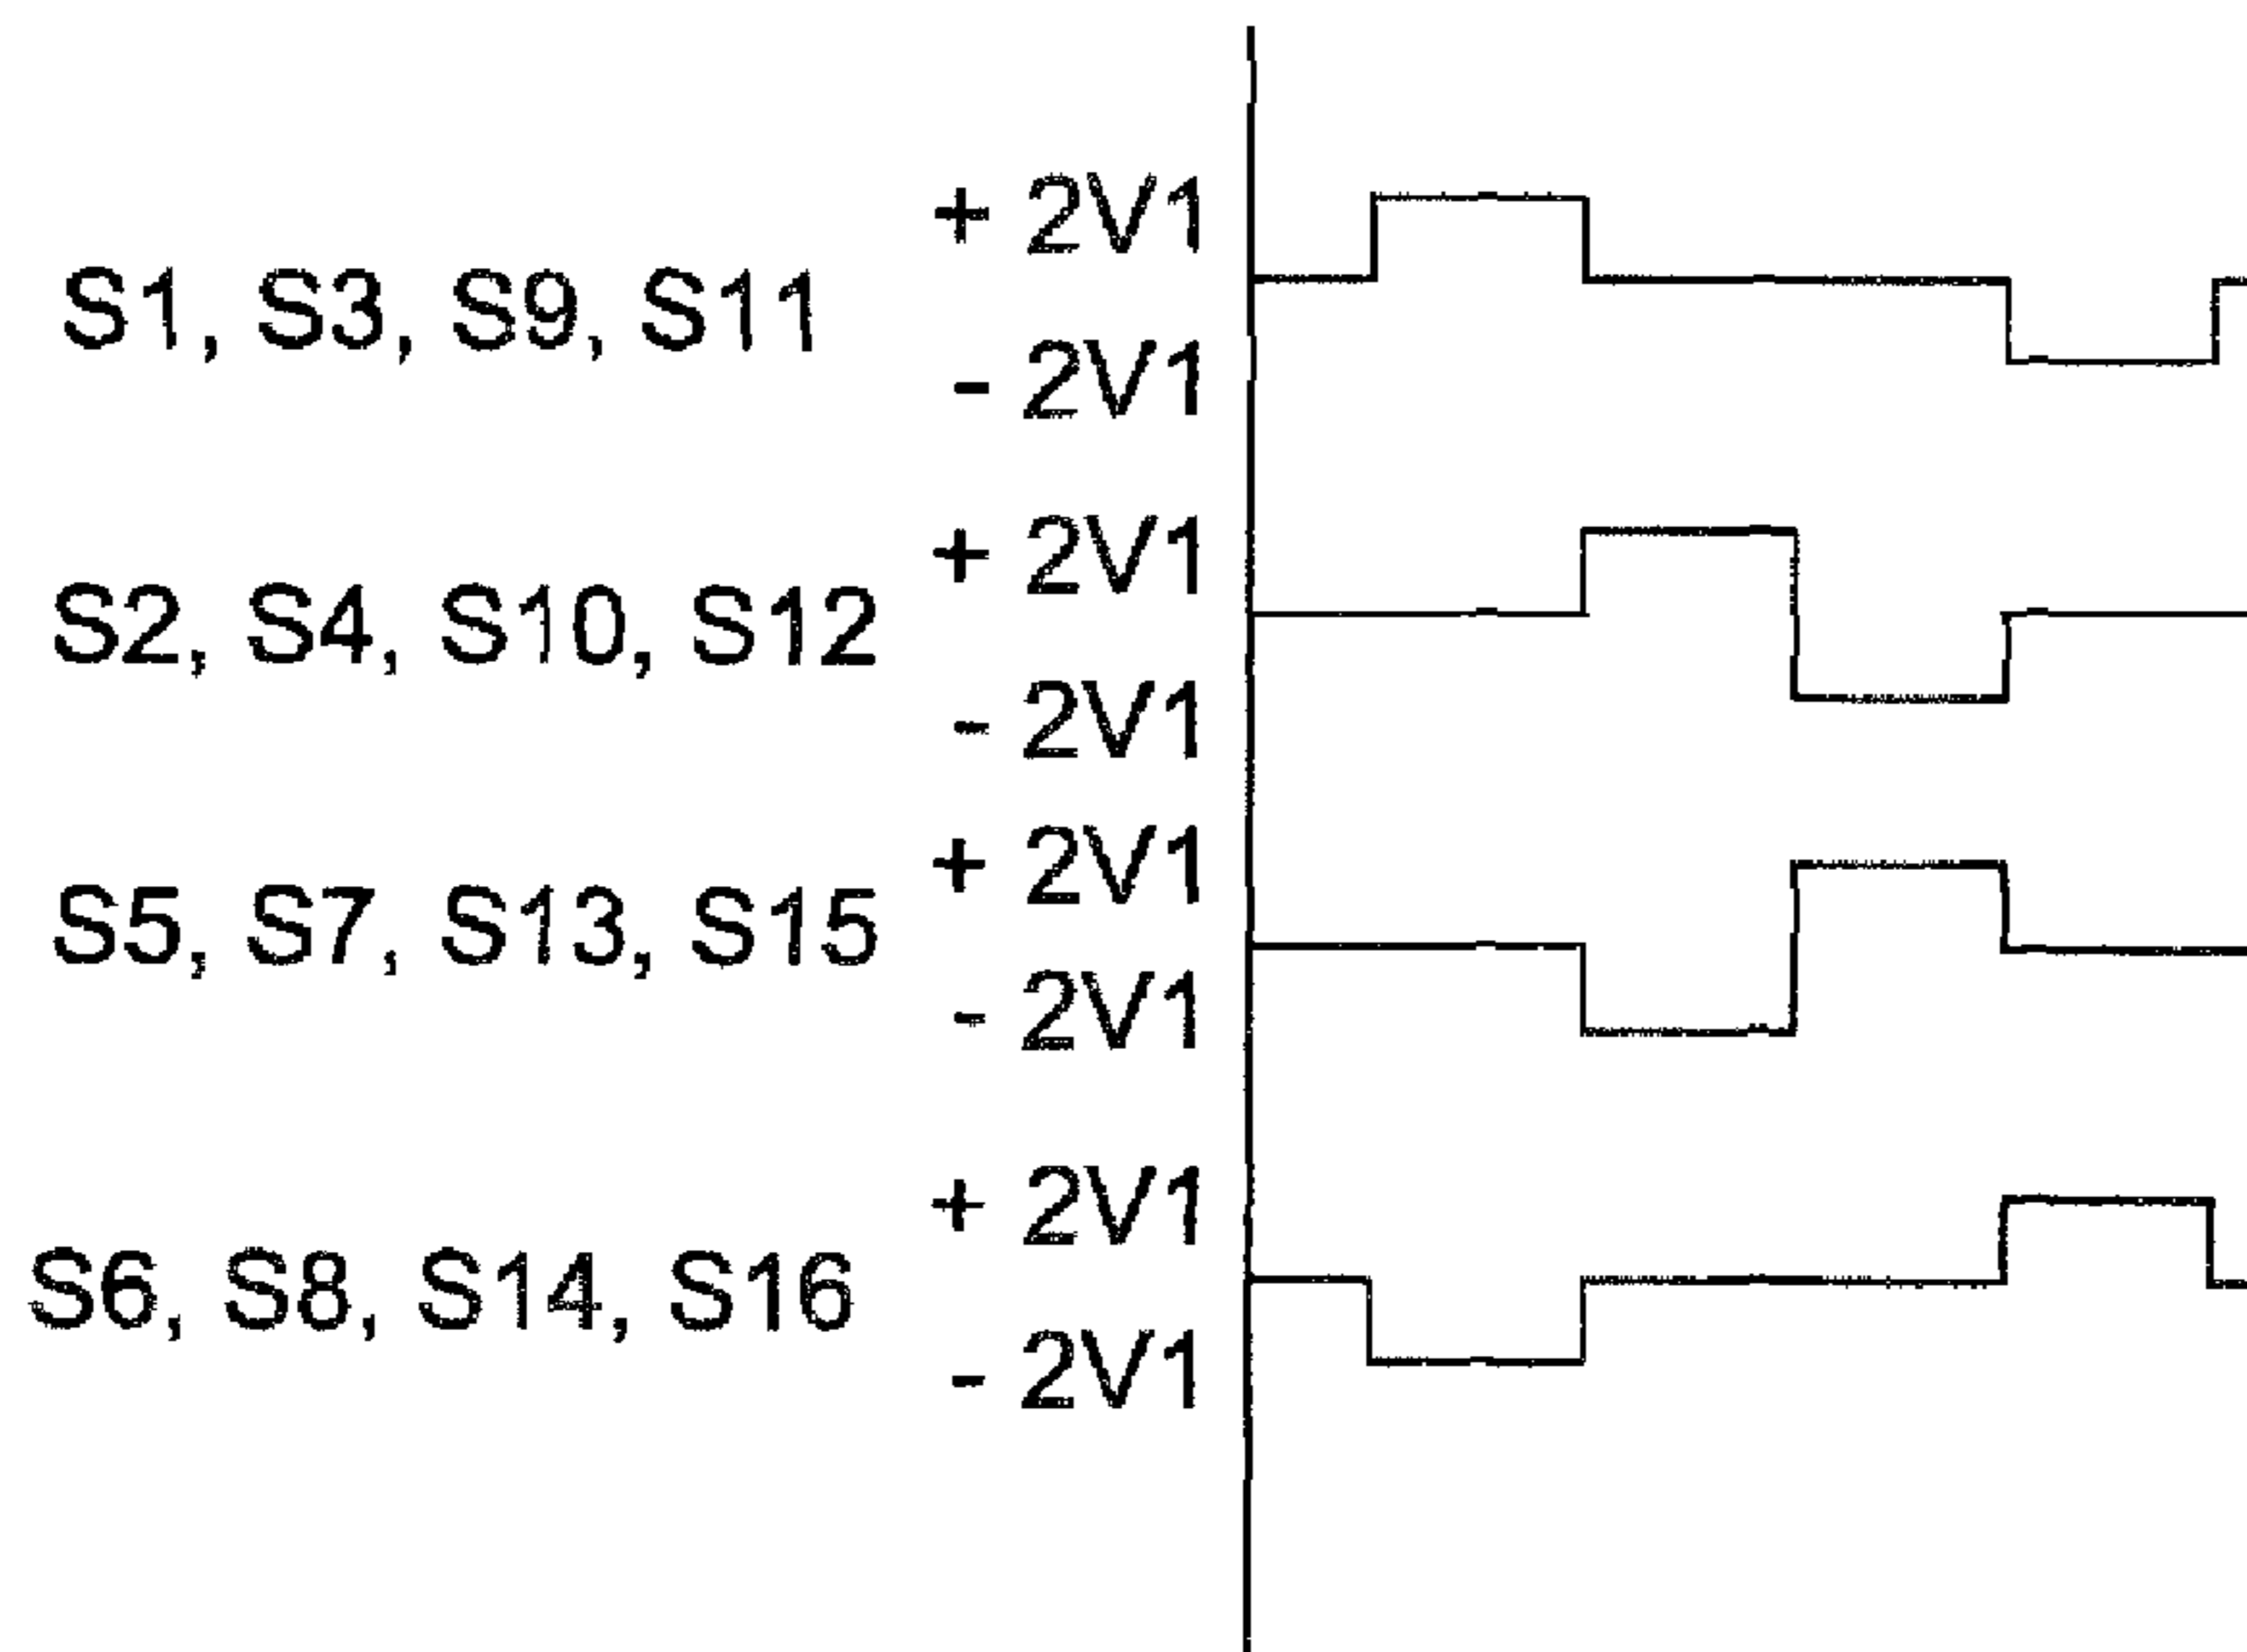 + 2V1
S1, S3, S9, S11
- 2V1
+ 2V1
S2, S4, S10, S12
- 2V1
+ 2V1
S5, S7, S13, S15
- 2V1
+ 2V1
S6, S8, S14, S16
- 2V1